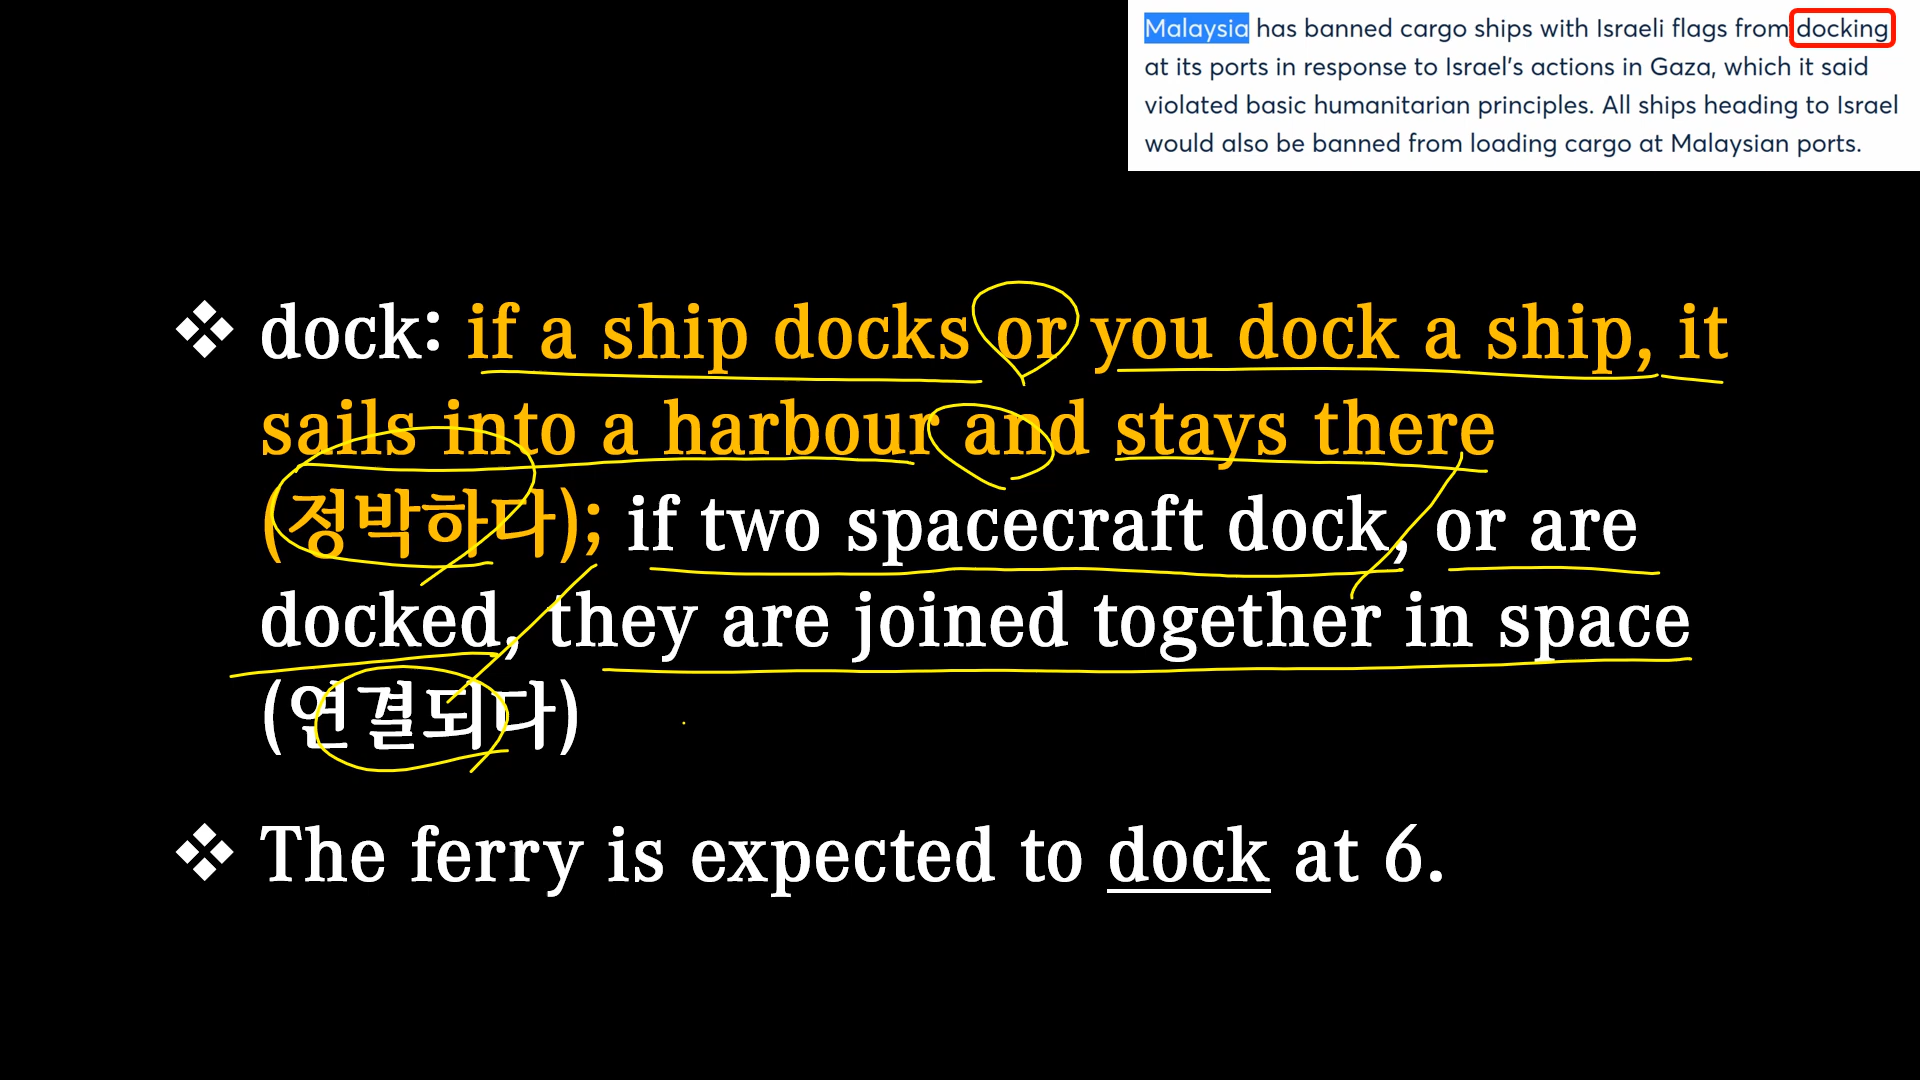 Malaysia has banned cargo ships with Israeli flags from docking
at its ports in response to Israel's actions in Gaza, which it said
violated basic humanitarian principles. All ships heading to Israel
would also be banned from loading cargo at Malaysian ports.
❖ dock: if a ship docks or you dock a ship, it
sails into a harbour and stays there
(정박하다); if two spacecraft dock, or are
docked, they are joined together in space
(연결되다)
❖ The ferry is expected to dock at 6.